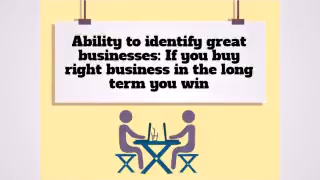 Ability to identify great
businesses: If you buy
right business in the long
term you win